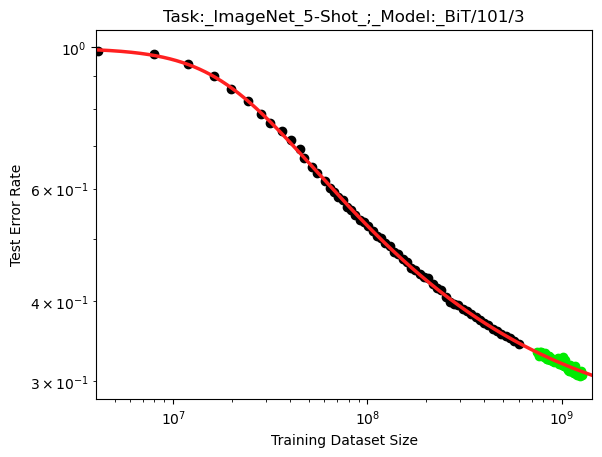 Task:_ImageNet_5-Shot_;_Model:_BiT/101/3
10⁰
6 × 10⁻¹
4 × 10⁻¹
3 × 10⁻¹
Test Error Rate
10⁷
10⁸
10⁹
Training Dataset Size